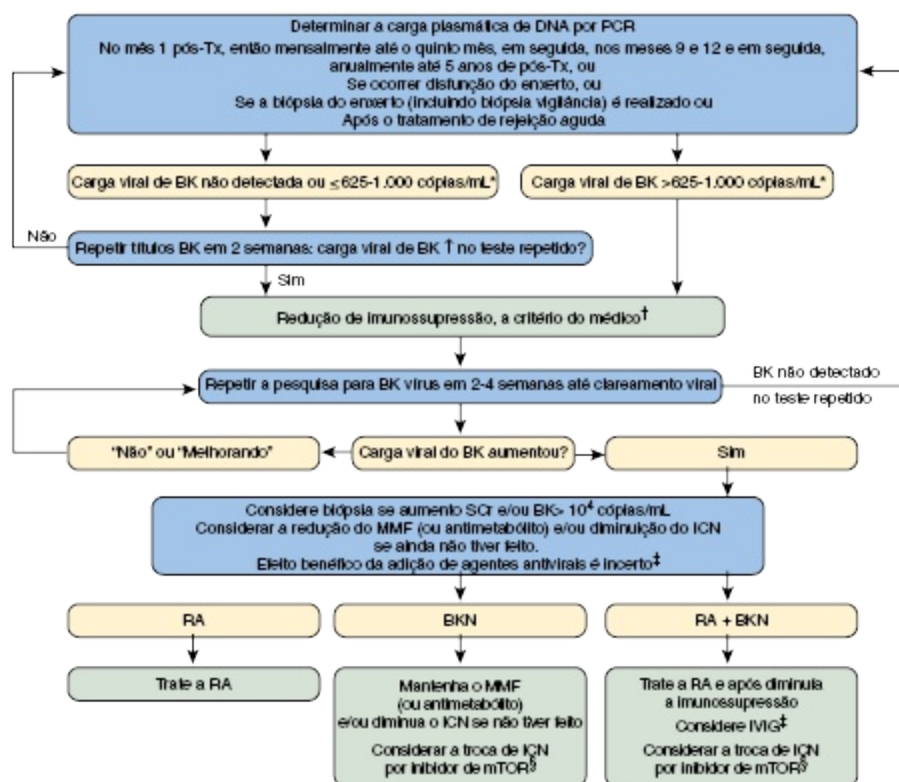 Determinar a carga plasmática de DNA por PCR
No mês 1 pós-Tx, então mensalmente até o quinto mês, em seguida, nos meses 9 e 12 e em seguida,
anualmente até 5 anos de pós-Tx, ou
Se ocorrer disfunção do enxerto, ou
Se a biópsia do enxerto (incluindo biópsia vigilância) é realizado ou
Após o tratamento de rejeição aguda
Carga viral de BK não detectada ou ≤625-1.000 cópias/mL*
Carga viral de BK >625-1.000 cópias/mL*
Não
Repetir títulos BK em 2 semanas: carga viral de BK ↑ no teste repetido?
Sim
Redução de imunossupressão, a critério do médico†
Repetir a pesquisa para BK vírus em 2-4 semanas até clareamento viral
BK não detectado
no teste repetido
"Não" ou "Melhorando"
Carga viral do BK aumentou?
Sim
Considere biópsia se aumento SCr e/ou BK> 10⁴ cópias/mL
Considerar a redução do MMF (ou antimetabólito) e/ou diminuição do ICN
se ainda não tiver feito.
Efeito benéfico da adição de agentes antivirais é incerto‡
RA
BKN
RA + BKN
Trate a RA
Mantenha o MMF
(ou antimetabólito)
e/ou diminua o ICN se não tiver feito
Considerar a troca de ICN
por inibidor de mTOR§
Trate a RA e após diminuia
a imunossupressão
Considere IVIG‡
Considerar a troca de ICN
por inibidor de mTOR§